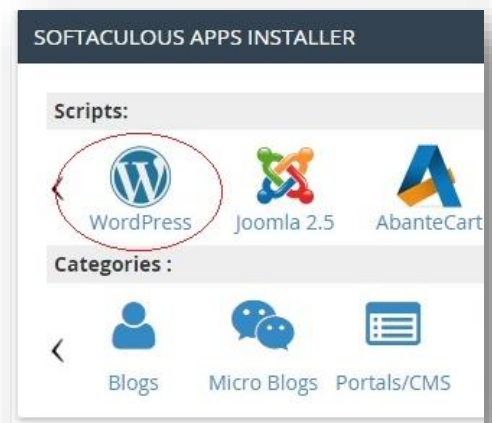 SOFTACULOUS APPS INSTALLER
Scripts:
WordPress Joomla 2.5 AbanteCart
Categories :
Blogs Micro Blogs Portals/CMS